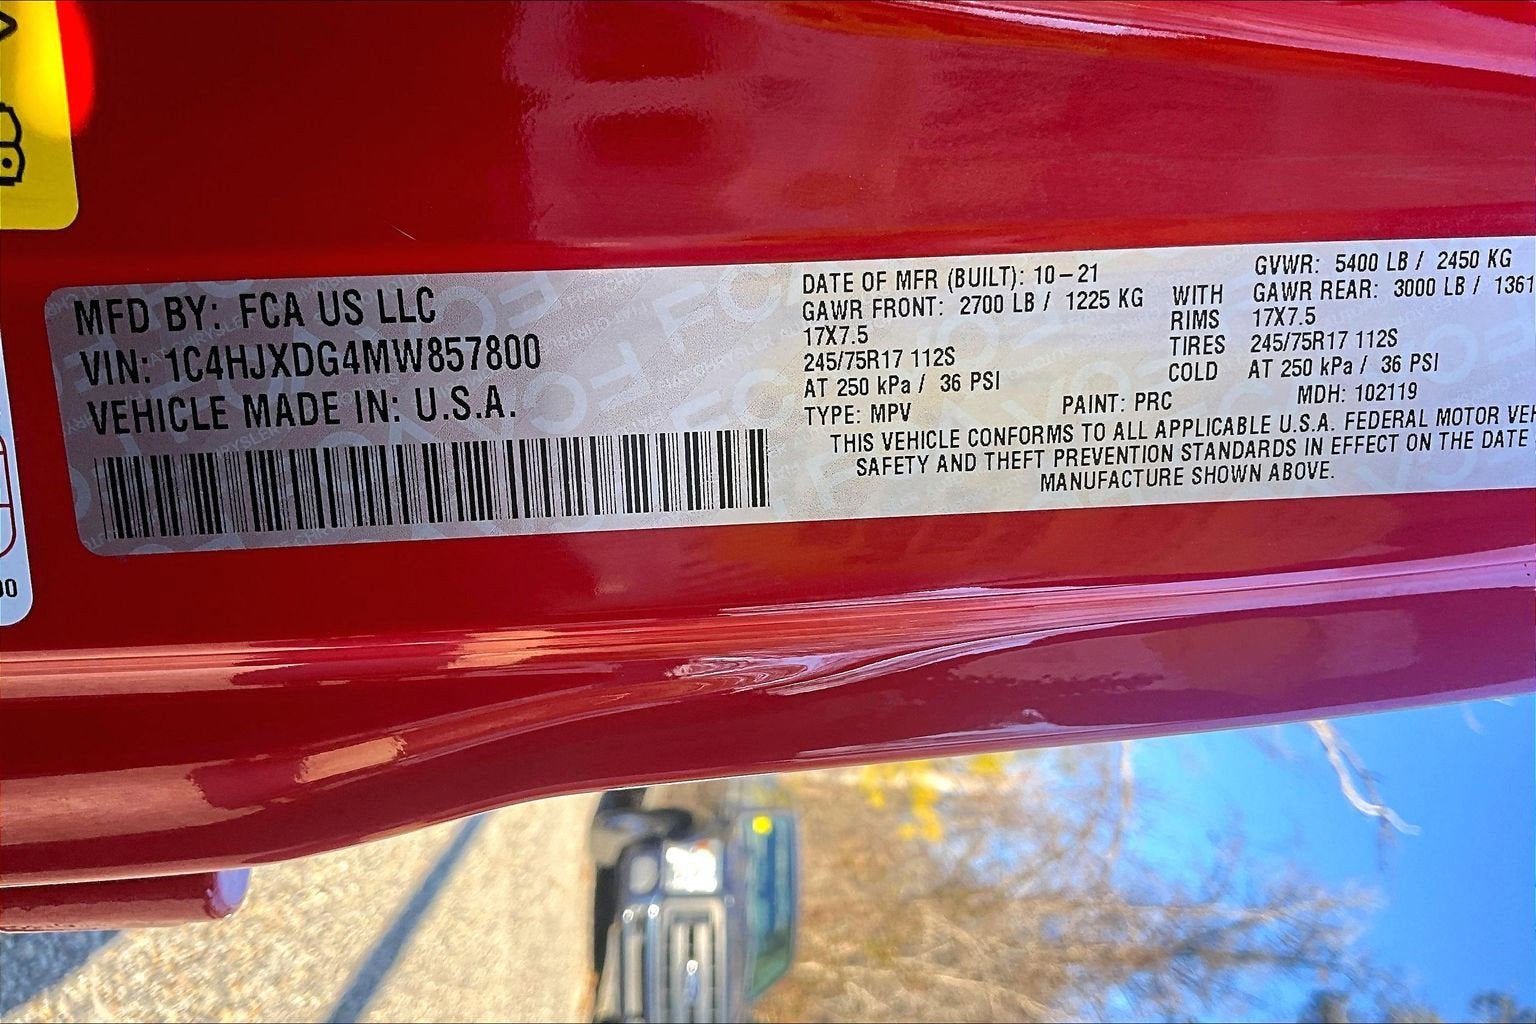 MFD BY: FCA US LLC
VIN: 1C4HJXDG4MW857800
VEHICLE MADE IN: U.S.A.
DATE OF MFR (BUILT): 10-21 GVWR: 5400 LB / 2450 KG
GAWR FRONT: 2700 LB / 1225 KG WITH GAWR REAR: 3000 LB / 1361
17X7.5 RIMS 17X7.5
245/75R17 112S TIRES 245/75R17 112S
AT 250 kPa / 36 PSI COLD AT 250 kPa / 36 PSI
TYPE: MPV PAINT: PRC MDH: 102119
THIS VEHICLE CONFORMS TO ALL APPLICABLE U.S.A. FEDERAL MOTOR VEH
SAFETY AND THEFT PREVENTION STANDARDS IN EFFECT ON THE DATE
MANUFACTURE SHOWN ABOVE.